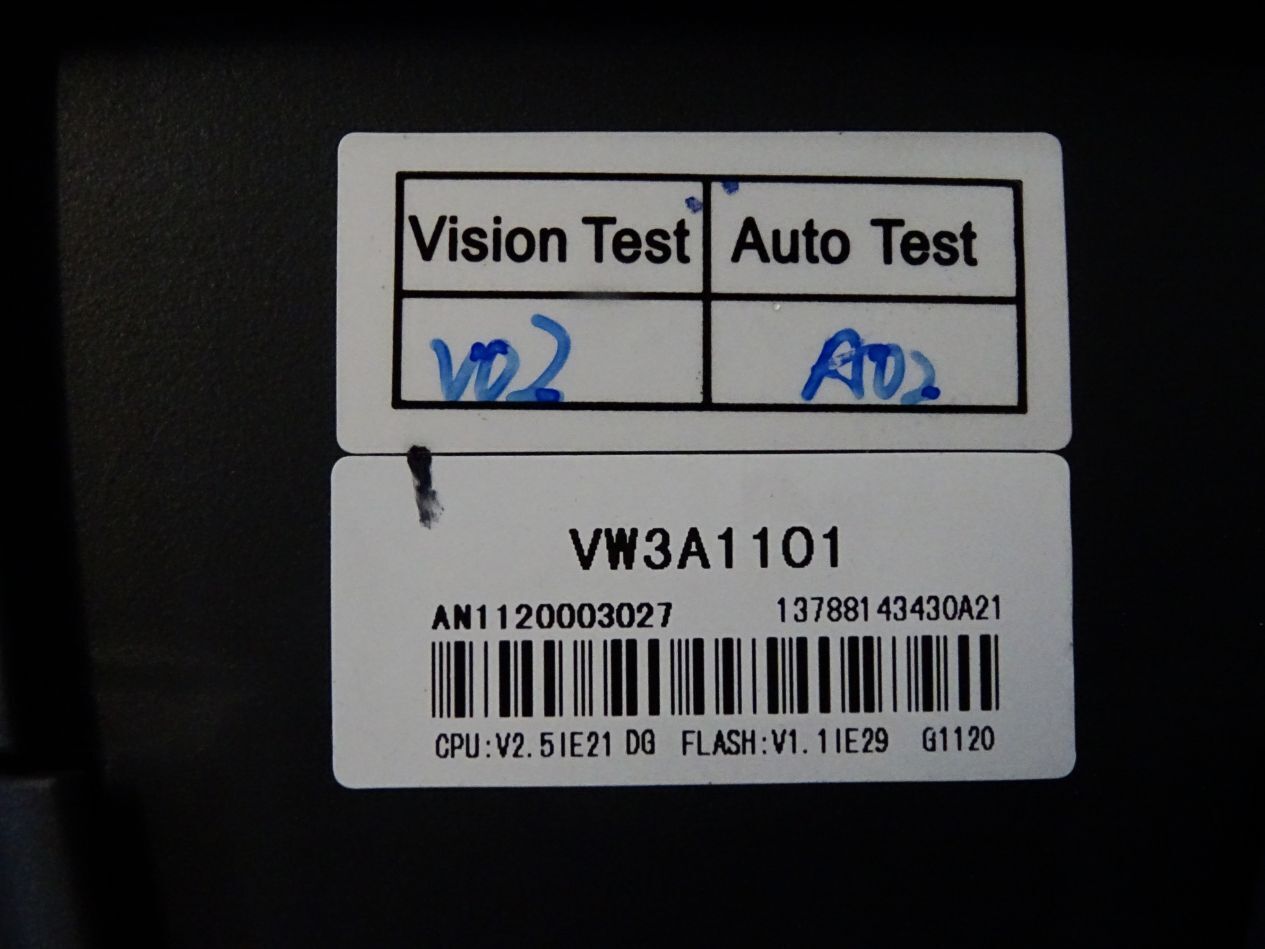 Vision Test Auto Test
V02 A02
VW3A1101
AN1120003027 13788143430A21
CPU:V2.5IE21 DG FLASH:V1.1IE29 G1120